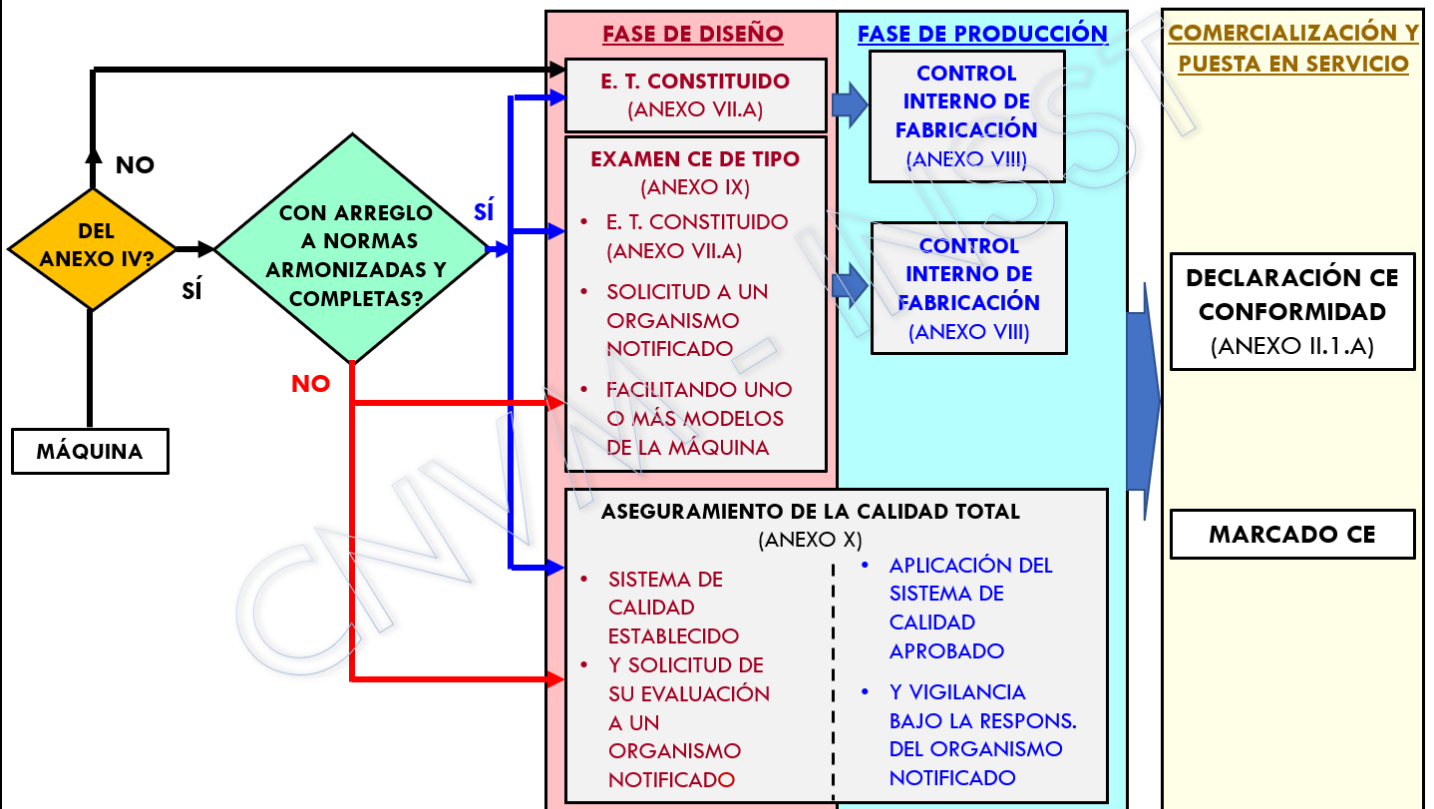 FASE DE DISEÑO
FASE DE PRODUCCIÓN
COMERCIALIZACIÓN Y
PUESTA EN SERVICIO
E. T. CONSTITUIDO
(ANEXO VII.A)
CONTROL
INTERNO DE
FABRICACIÓN
(ANEXO VIII)
NO
DEL
ANEXO IV?
SÍ
CON ARREGLO
A NORMAS
ARMONIZADAS Y
COMPLETAS?
SÍ
NO
MÁQUINA
EXAMEN CE DE TIPO
(ANEXO IX)
• E. T. CONSTITUIDO
(ANEXO VII.A)
• SOLICITUD A UN
ORGANISMO
NOTIFICADO
• FACILITANDO UNO
O MÁS MODELOS
DE LA MÁQUINA
CONTROL
INTERNO DE
FABRICACIÓN
(ANEXO VIII)
DECLARACIÓN CE
CONFORMIDAD
(ANEXO II.1.A)
MARCADO CE
ASEGURAMIENTO DE LA CALIDAD TOTAL
(ANEXO X)
• SISTEMA DE
CALIDAD
ESTABLECIDO
• Y SOLICITUD DE
SU EVALUACIÓN
A UN
ORGANISMO
NOTIFICADO
• APLICACIÓN DEL
SISTEMA DE
CALIDAD
APROBADO
• Y VIGILANCIA
BAJO LA RESPONS.
DEL ORGANISMO
NOTIFICADO
CNVM - INSST